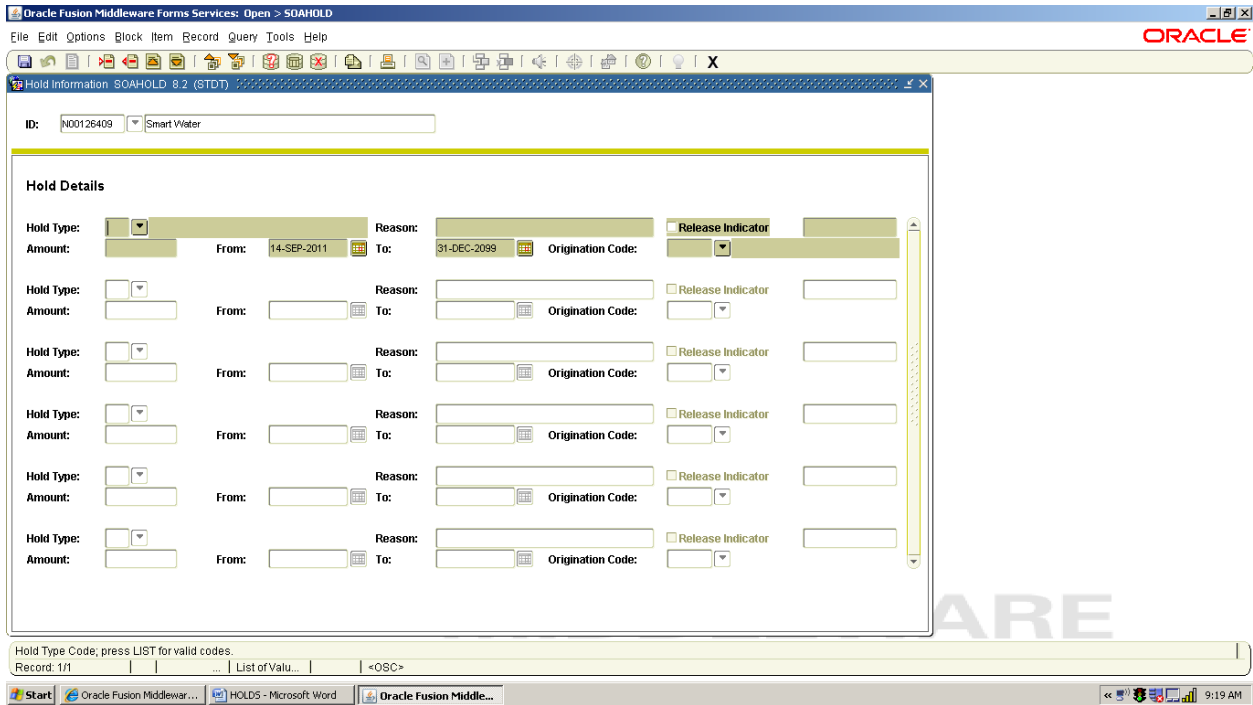 Oracle Fusion Middleware Forms Services: Open > SOAHOLD
File Edit Options Block Item Record Query Tools Help
ORACLE
X
Hold Information SOAHOLD 8.2 (STDT)
ID: N00126409 Smart Water
Hold Details
Hold Type: Reason: Release Indicator
Amount: From: 14-SEP-2011 To: 31-DEC-2099 Origination Code:
Hold Type: Reason: Release Indicator
Amount: From: To: Origination Code:
Hold Type: Reason: Release Indicator
Amount: From: To: Origination Code:
Hold Type: Reason: Release Indicator
Amount: From: To: Origination Code:
Hold Type: Reason: Release Indicator
Amount: From: To: Origination Code:
Hold Type: Reason: Release Indicator
Amount: From: To: Origination Code:
ARE
Hold Type Code; press LIST for valid codes.
Record: 1/1 ... List of Valu... <OSC>
Start Oracle Fusion Middlewar... HOLDS - Microsoft Word Oracle Fusion Middle... « 9:19 AM